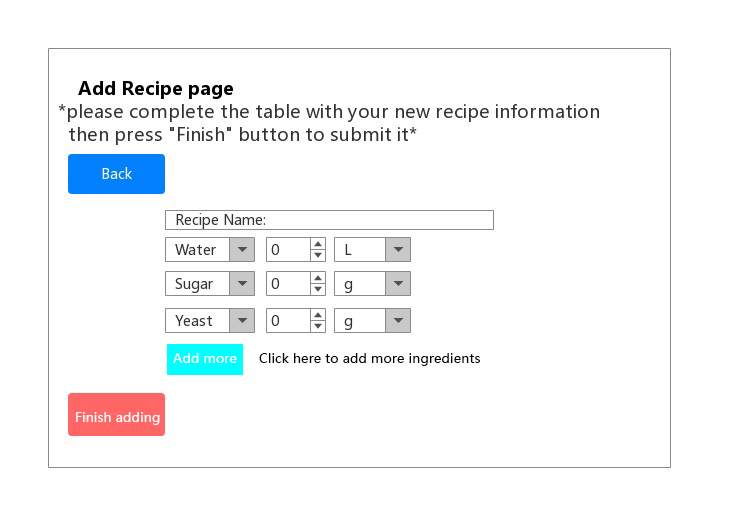 Add Recipe page
*please complete the table with your new recipe information
then press "Finish" button to submit it*
Back
Recipe Name:
Water 0 L
Sugar 0 g
Yeast 0 g
Add more Click here to add more ingredients
Finish adding